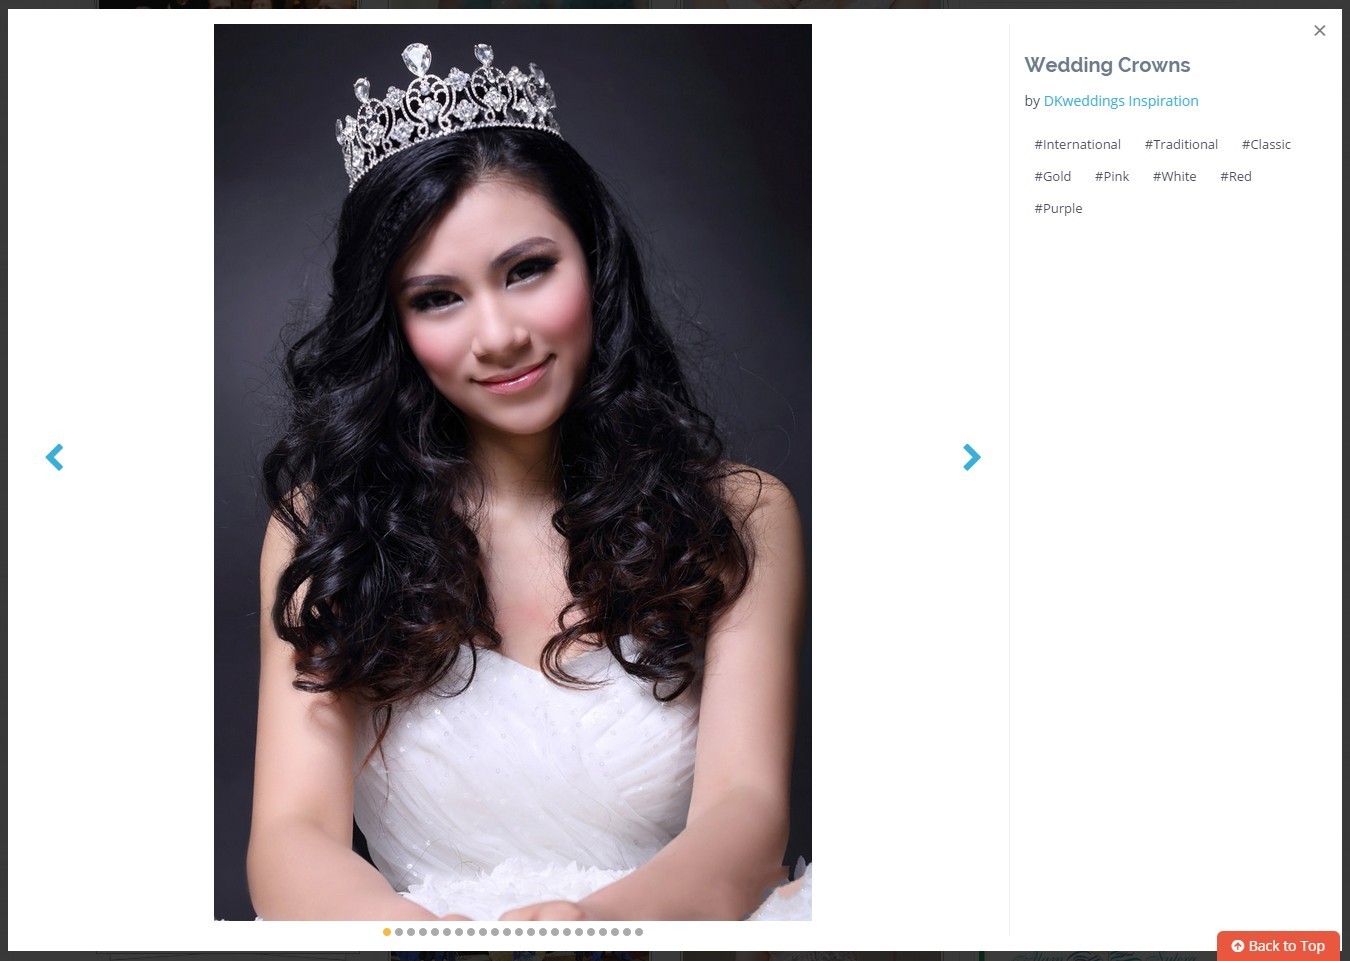 Wedding Crowns
by DKweddings Inspiration
#International #Traditional #Classic
#Gold #Pink #White #Red
#Purple
Back to Top